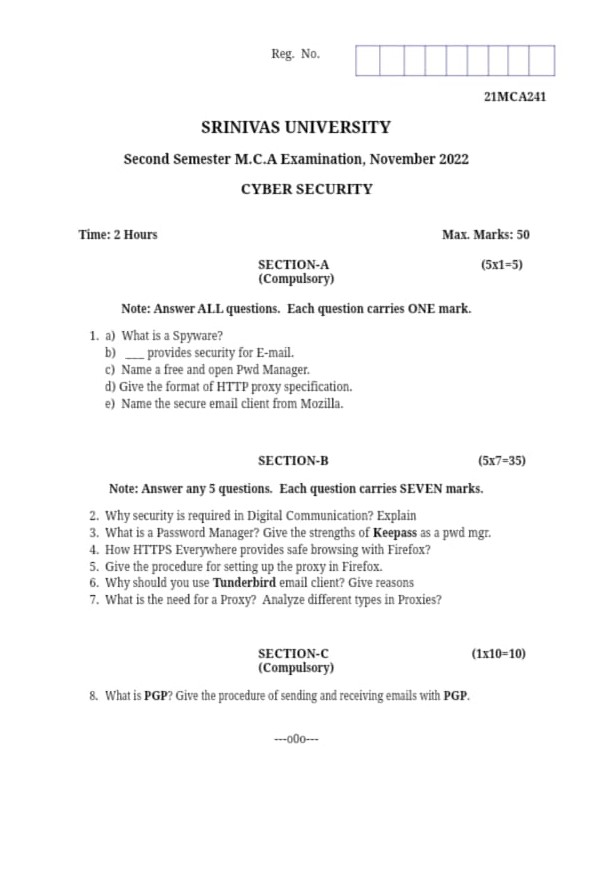 Reg. No.
21MCA241
SRINIVAS UNIVERSITY
Second Semester M.C.A Examination, November 2022
CYBER SECURITY
Time: 2 Hours Max. Marks: 50
SECTION-A (5x1=5)
(Compulsory)
Note: Answer ALL questions. Each question carries ONE mark.
1. a) What is a Spyware?
b) ___ provides security for E-mail.
c) Name a free and open Pwd Manager.
d) Give the format of HTTP proxy specification.
e) Name the secure email client from Mozilla.
SECTION-B (5x7=35)
Note: Answer any 5 questions. Each question carries SEVEN marks.
2. Why security is required in Digital Communication? Explain
3. What is a Password Manager? Give the strengths of Keepass as a pwd mgr.
4. How HTTPS Everywhere provides safe browsing with Firefox?
5. Give the procedure for setting up the proxy in Firefox.
6. Why should you use Tunderbird email client? Give reasons
7. What is the need for a Proxy? Analyze different types in Proxies?
SECTION-C (1x10=10)
(Compulsory)
8. What is PGP? Give the procedure of sending and receiving emails with PGP.
---o0o---